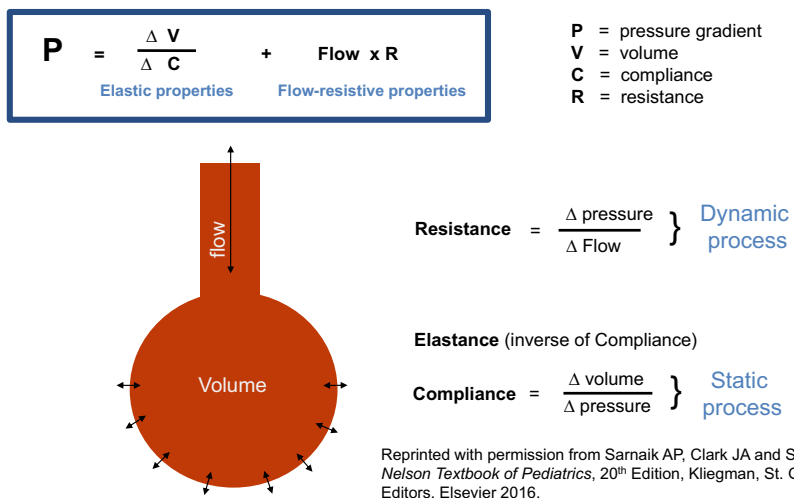 P = Δ V / Δ C + Flow x R
Elastic properties Flow-resistive properties
P = pressure gradient
V = volume
C = compliance
R = resistance
flow
Volume
Resistance = Δ pressure / Δ Flow } Dynamic process
Elastance (inverse of Compliance)
Compliance = Δ volume / Δ pressure } Static process
Reprinted with permission from Sarnaik AP, Clark JA and S
Nelson Textbook of Pediatrics, 20th Edition, Kliegman, St.
Editors. Elsevier 2016.